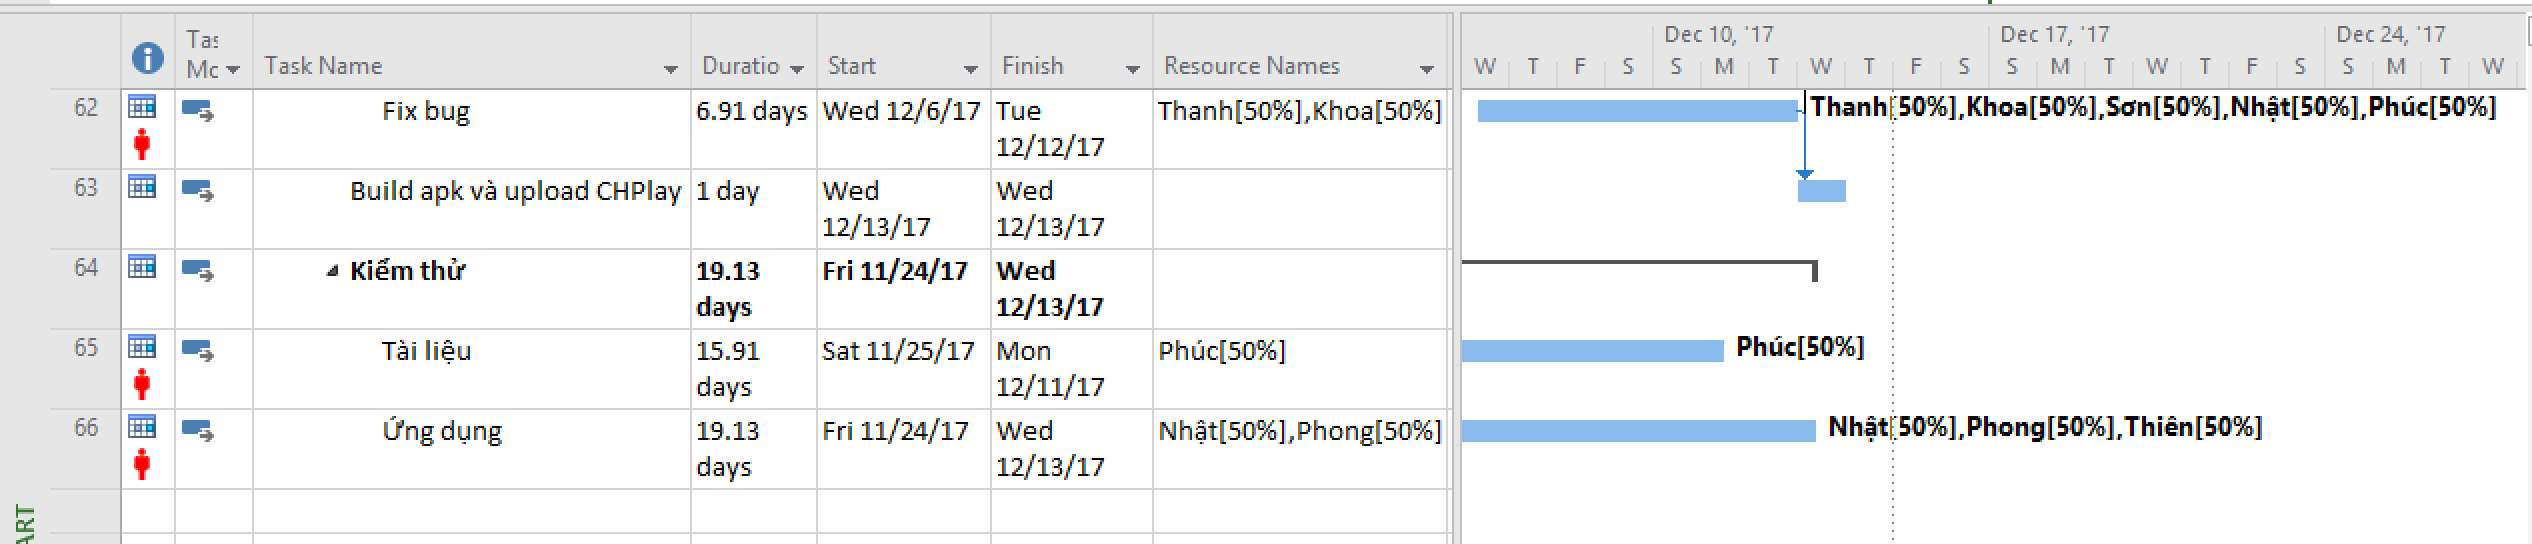 Dec 10, '17 Dec 17, '17 Dec 24, '17
Tas
Mc Task Name Duratio Start Finish Resource Names W T F S S M T W T F S S M T W T F S S M T W
62 Fix bug 6.91 days Wed 12/6/17 Tue Thanh[50%],Khoa[50%] Thanh[50%],Khoa[50%],Sơn[50%],Nhật[50%],Phúc[50%]
12/12/17
63 Build apk và upload CHPlay 1 day Wed Wed
12/13/17 12/13/17
64 Kiểm thử 19.13 Fri 11/24/17 Wed
days 12/13/17
65 Tài liệu 15.91 Sat 11/25/17 Mon Phúc[50%] Phúc[50%]
days 12/11/17
66 Ứng dụng 19.13 Fri 11/24/17 Wed Nhật[50%],Phong[50%] Nhật[50%],Phong[50%],Thiên[50%]
days 12/13/17
ART